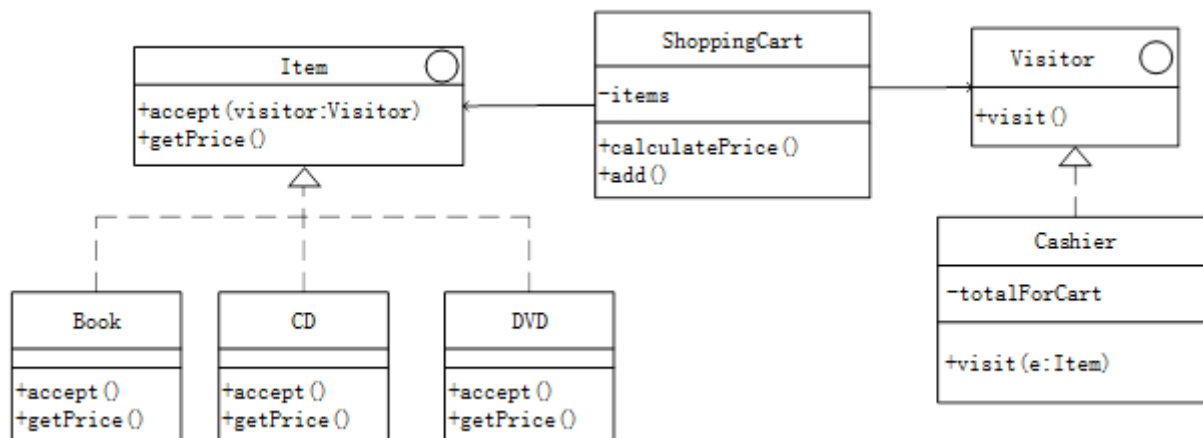 Item
+accept(visitor:Visitor)
+getPrice()
ShoppingCart
-items
+calculatePrice()
+add()
Visitor
+visit()
Cashier
-totalForCart
+visit(e:Item)
Book
+accept()
+getPrice()
CD
+accept()
+getPrice()
DVD
+accept()
+getPrice()